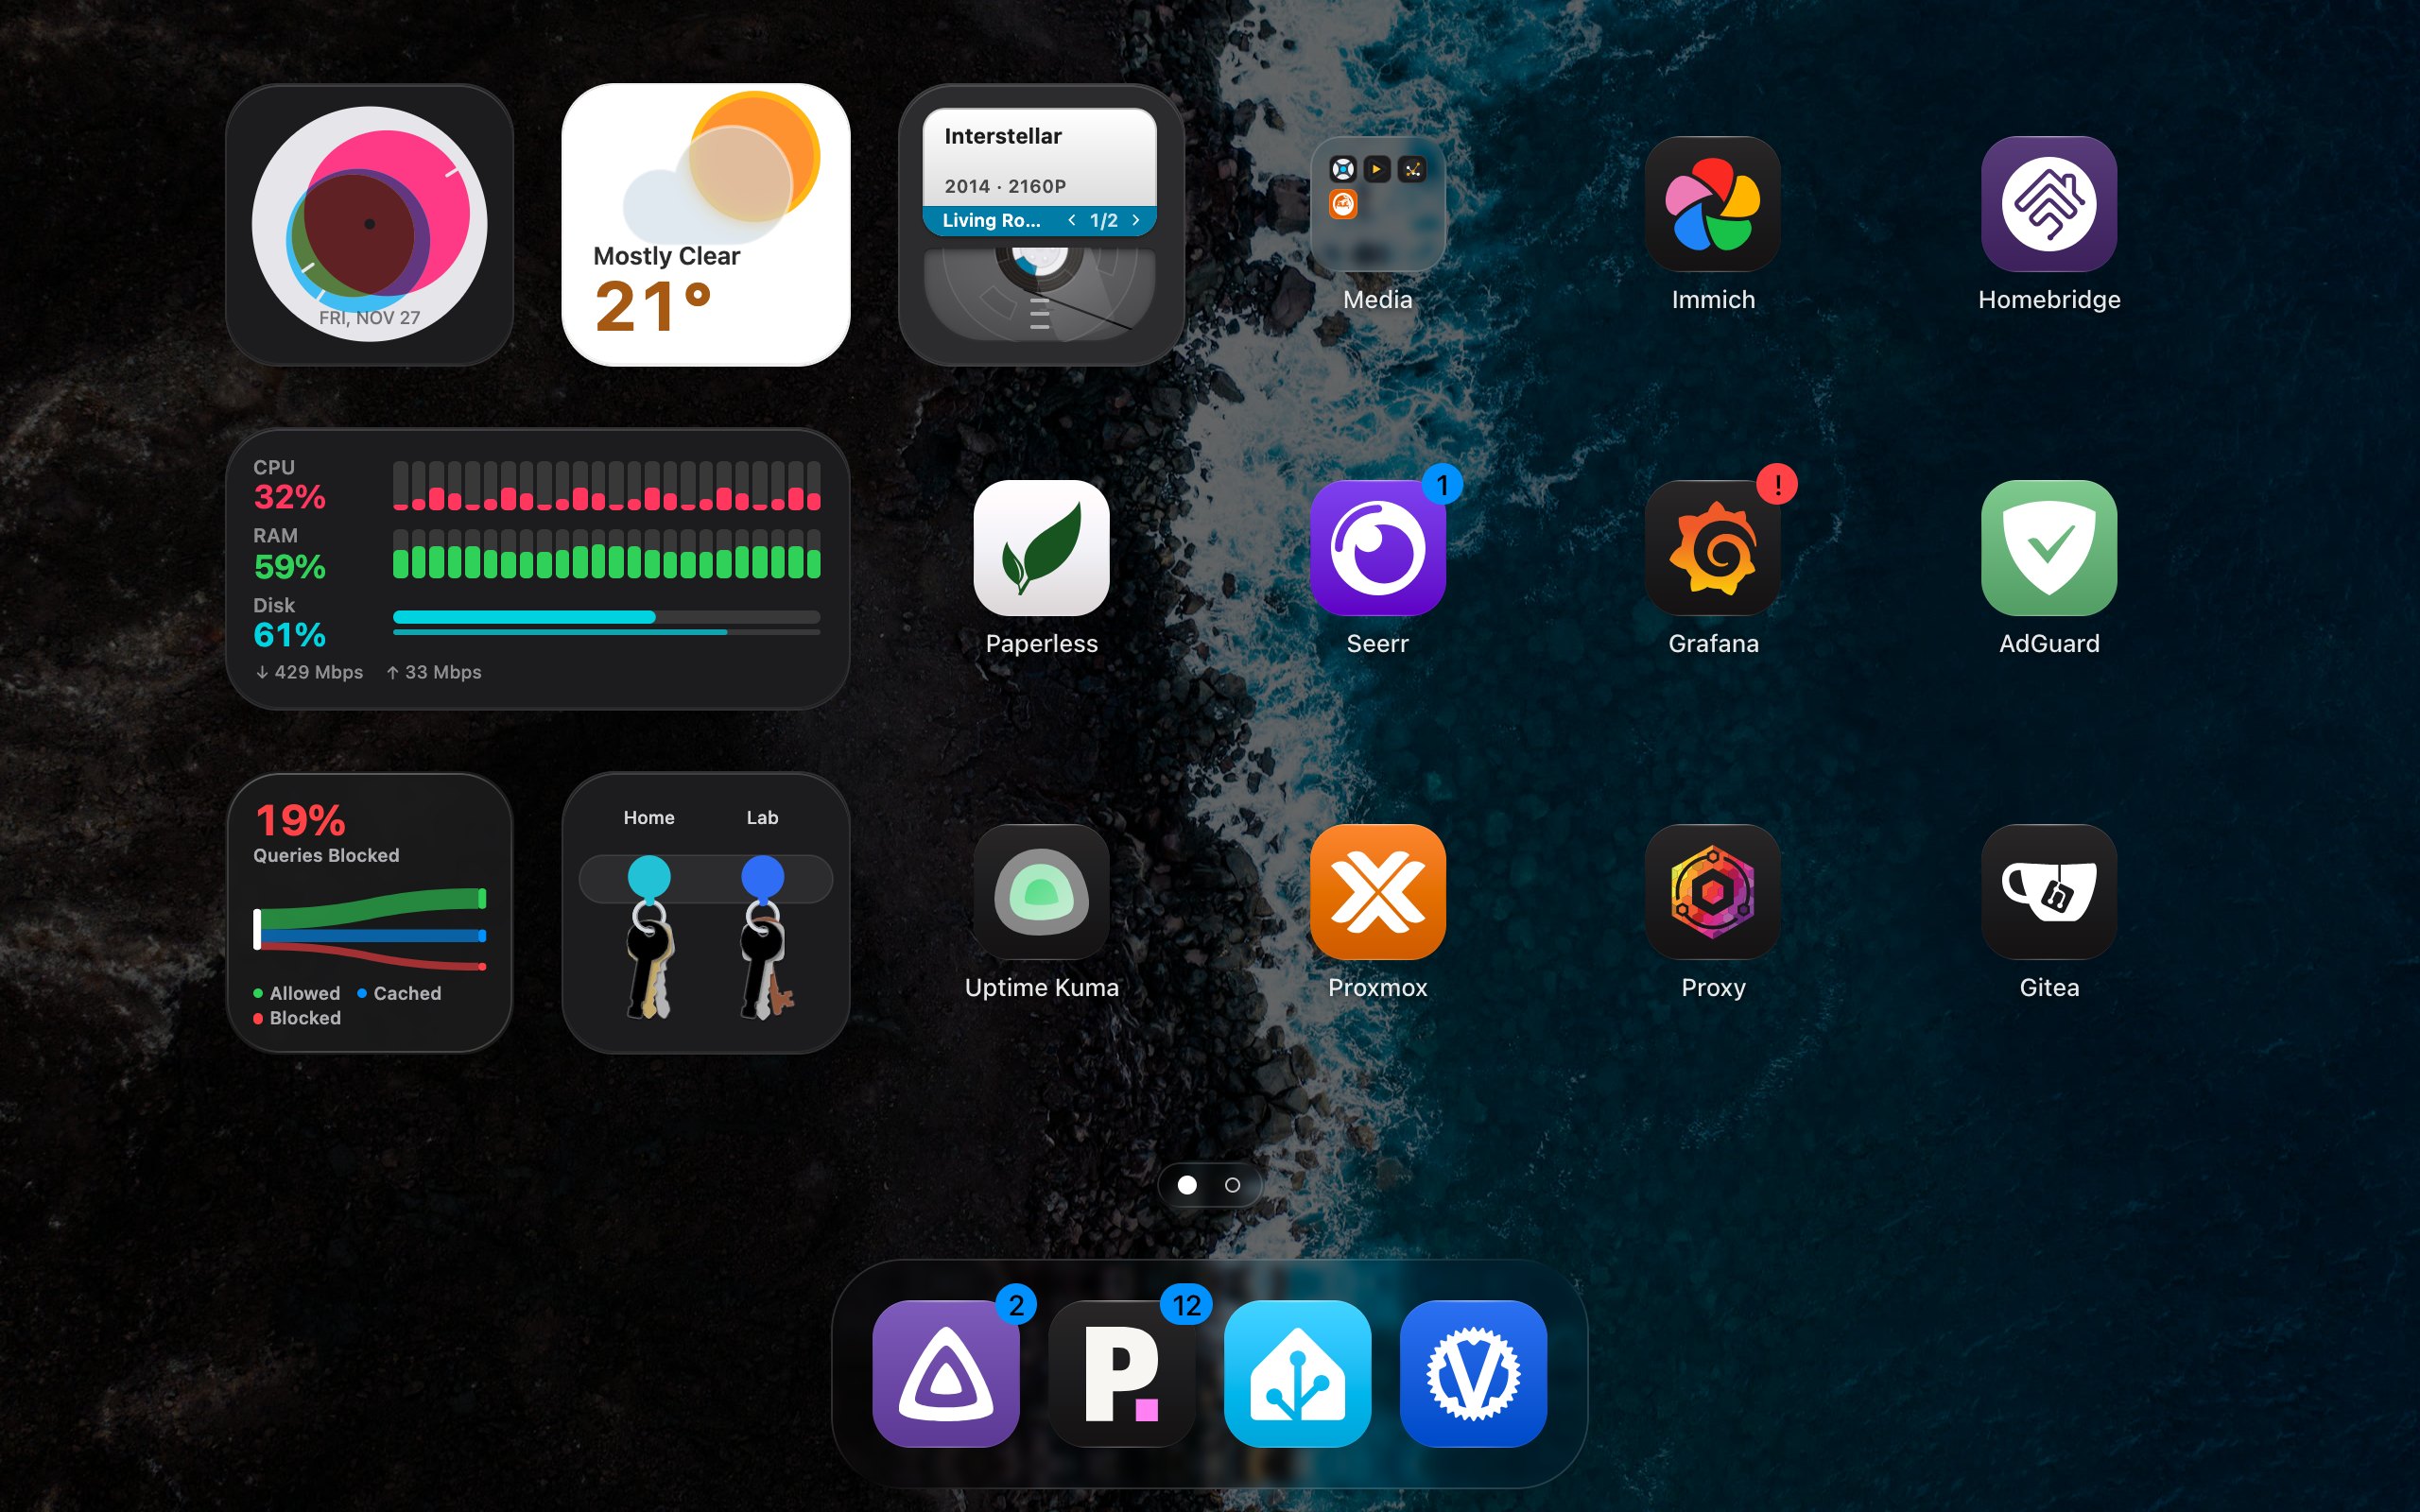 FRI, NOV 27
Mostly Clear
21°
Interstellar
2014 · 2160P
Living Ro... < 1/2 >
Media
Immich
Homebridge
CPU
32%
RAM
59%
Disk
61%
↓ 429 Mbps ↑ 33 Mbps
Paperless
1
Seerr
!
Grafana
AdGuard
19%
Queries Blocked
Allowed Cached
Blocked
Home Lab
Uptime Kuma
Proxmox
Proxy
Gitea
2
P.
12
V